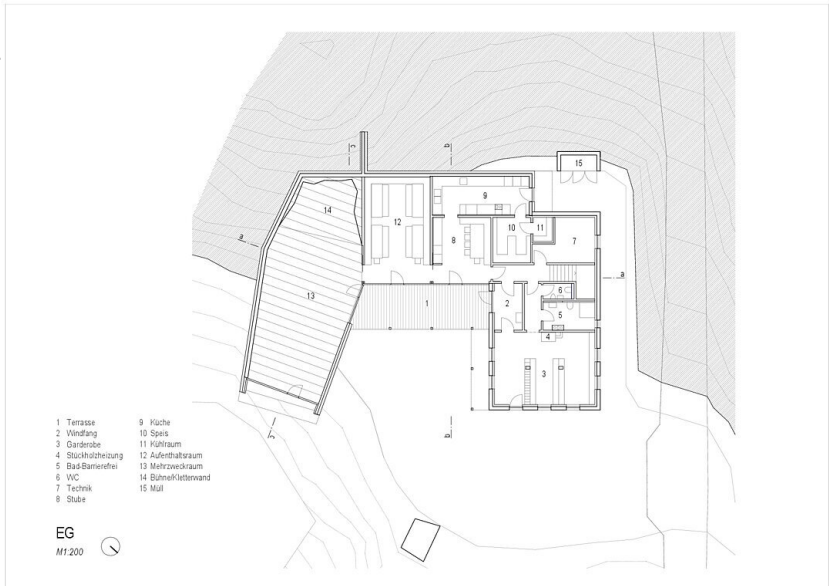 15
9
14
12
10
11
8
7
a
a
b
b
6
13
1
2
5
4
3
1 Terrasse
2 Windfang
3 Garderobe
4 Stückholzheizung
5 Bad-Barrierefrei
6 WC
7 Technik
8 Stube
9 Küche
10 Speis
11 Kühlraum
12 Aufenthaltsraum
13 Mehrzweckraum
14 Bühne/Kletterwand
15 Müll
EG
M1:200